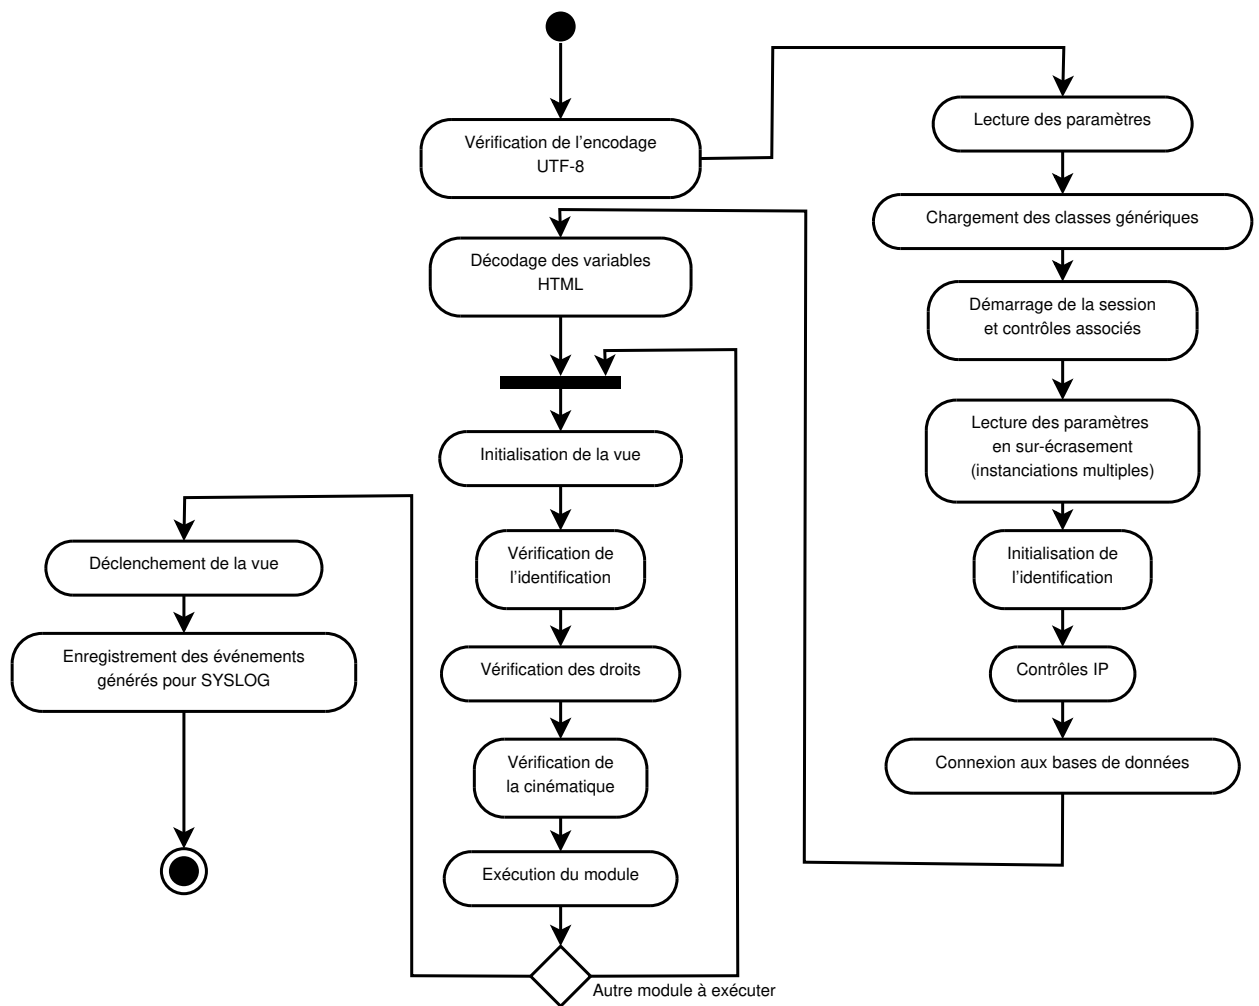 Vérification de l'encodage
UTF-8
Lecture des paramètres
Chargement des classes génériques
Démarrage de la session
et contrôles associés
Lecture des paramètres
en sur-écrasement
(instanciations multiples)
Initialisation de
l'identification
Contrôles IP
Connexion aux bases de données
Décodage des variables
HTML
Initialisation de la vue
Vérification de
l'identification
Vérification des droits
Vérification de
la cinématique
Exécution du module
Autre module à exécuter
Déclenchement de la vue
Enregistrement des événements
générés pour SYSLOG